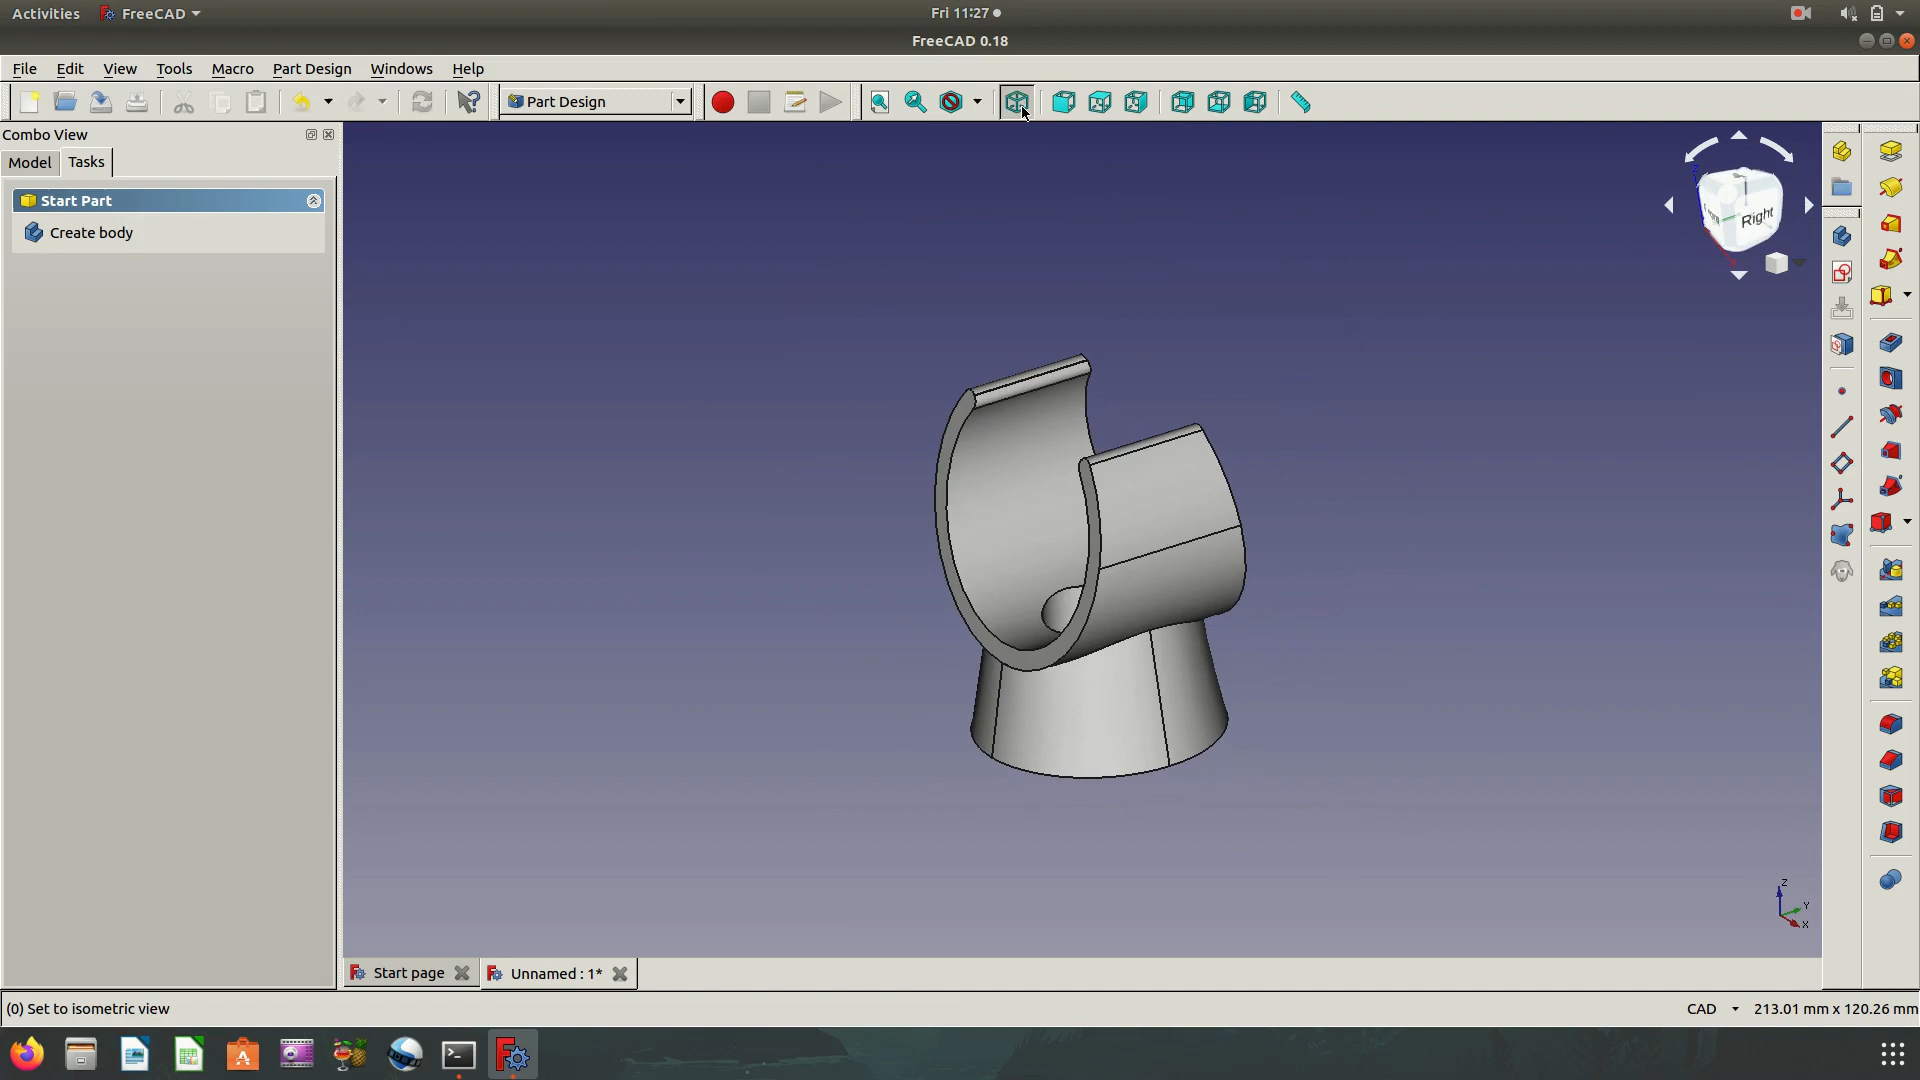 Activities FreeCAD Fri 11:27
FreeCAD 0.18
File Edit View Tools Macro Part Design Windows Help
Part Design
Combo View
Model Tasks
Start Part
Create body
Right
Z
Y
X
Start page Unnamed : 1*
(0) Set to isometric view CAD 213.01 mm x 120.26 mm